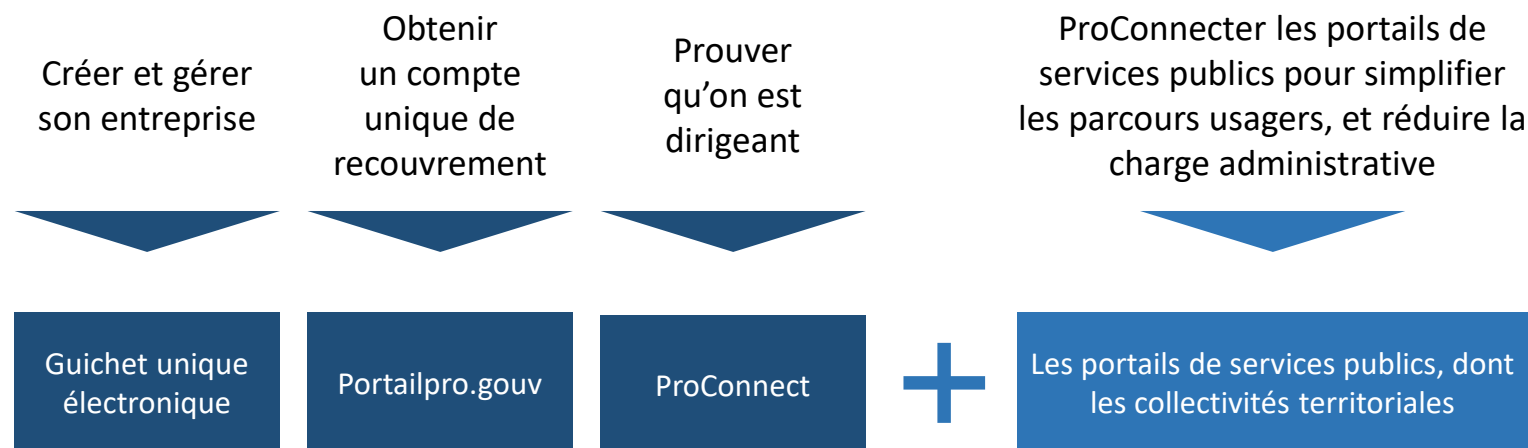 Créer et gérer
son entreprise
Obtenir
un compte
unique de
recouvrement
Prouver
qu’on est
dirigeant
ProConnecter les portails de
services publics pour simplifier
les parcours usagers, et réduire la
charge administrative
Guichet unique
électronique
Portailpro.gouv
ProConnect
+
Les portails de services publics, dont
les collectivités territoriales